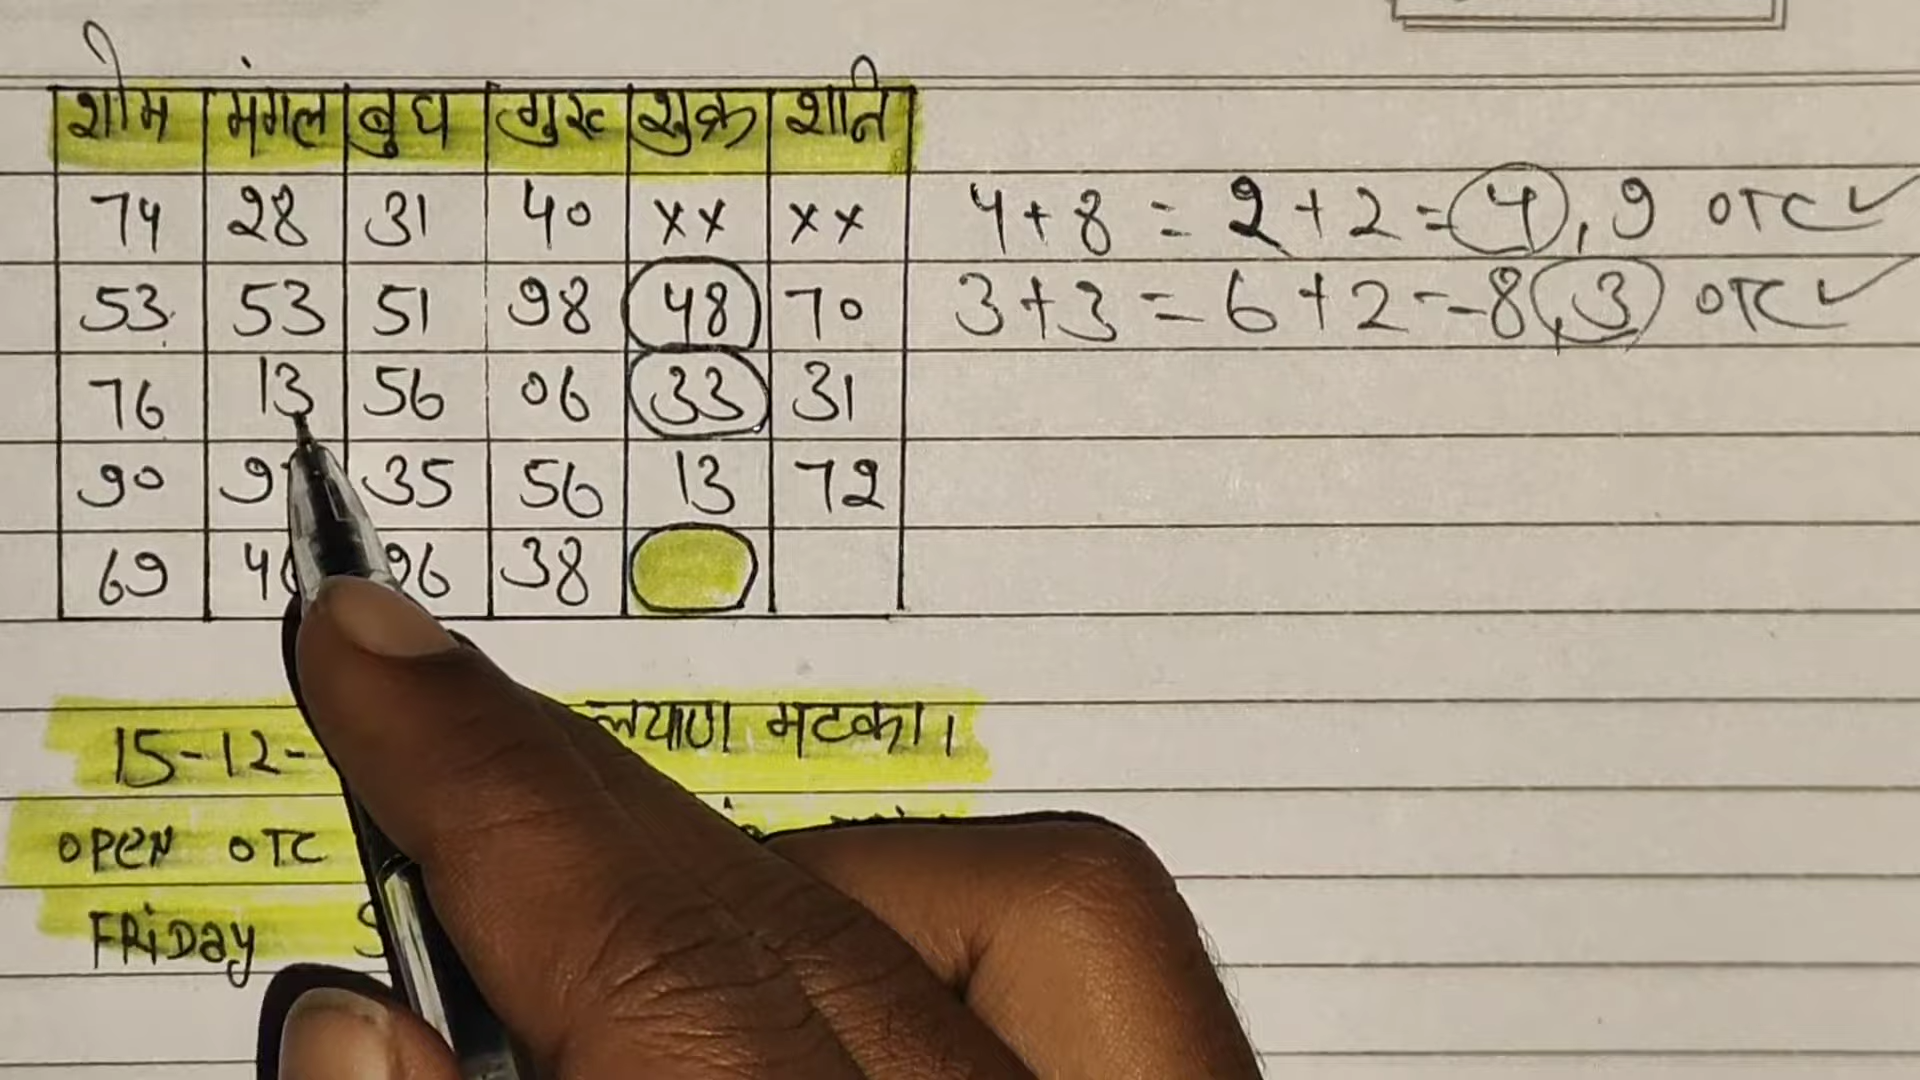 शोम मंगल बुध गुरु शुक्र शनि
74 28 31 40 xx xx 4+8 = 2+2 = 4, 9 OTC ✓
53 53 51 98 48 70 3+3 = 6+2 = 8, 3 OTC ✓
76 13 56 06 33 31
90 35 56 13 72
69 38
15-12- मटका।
OPEN OTC
FRiDay